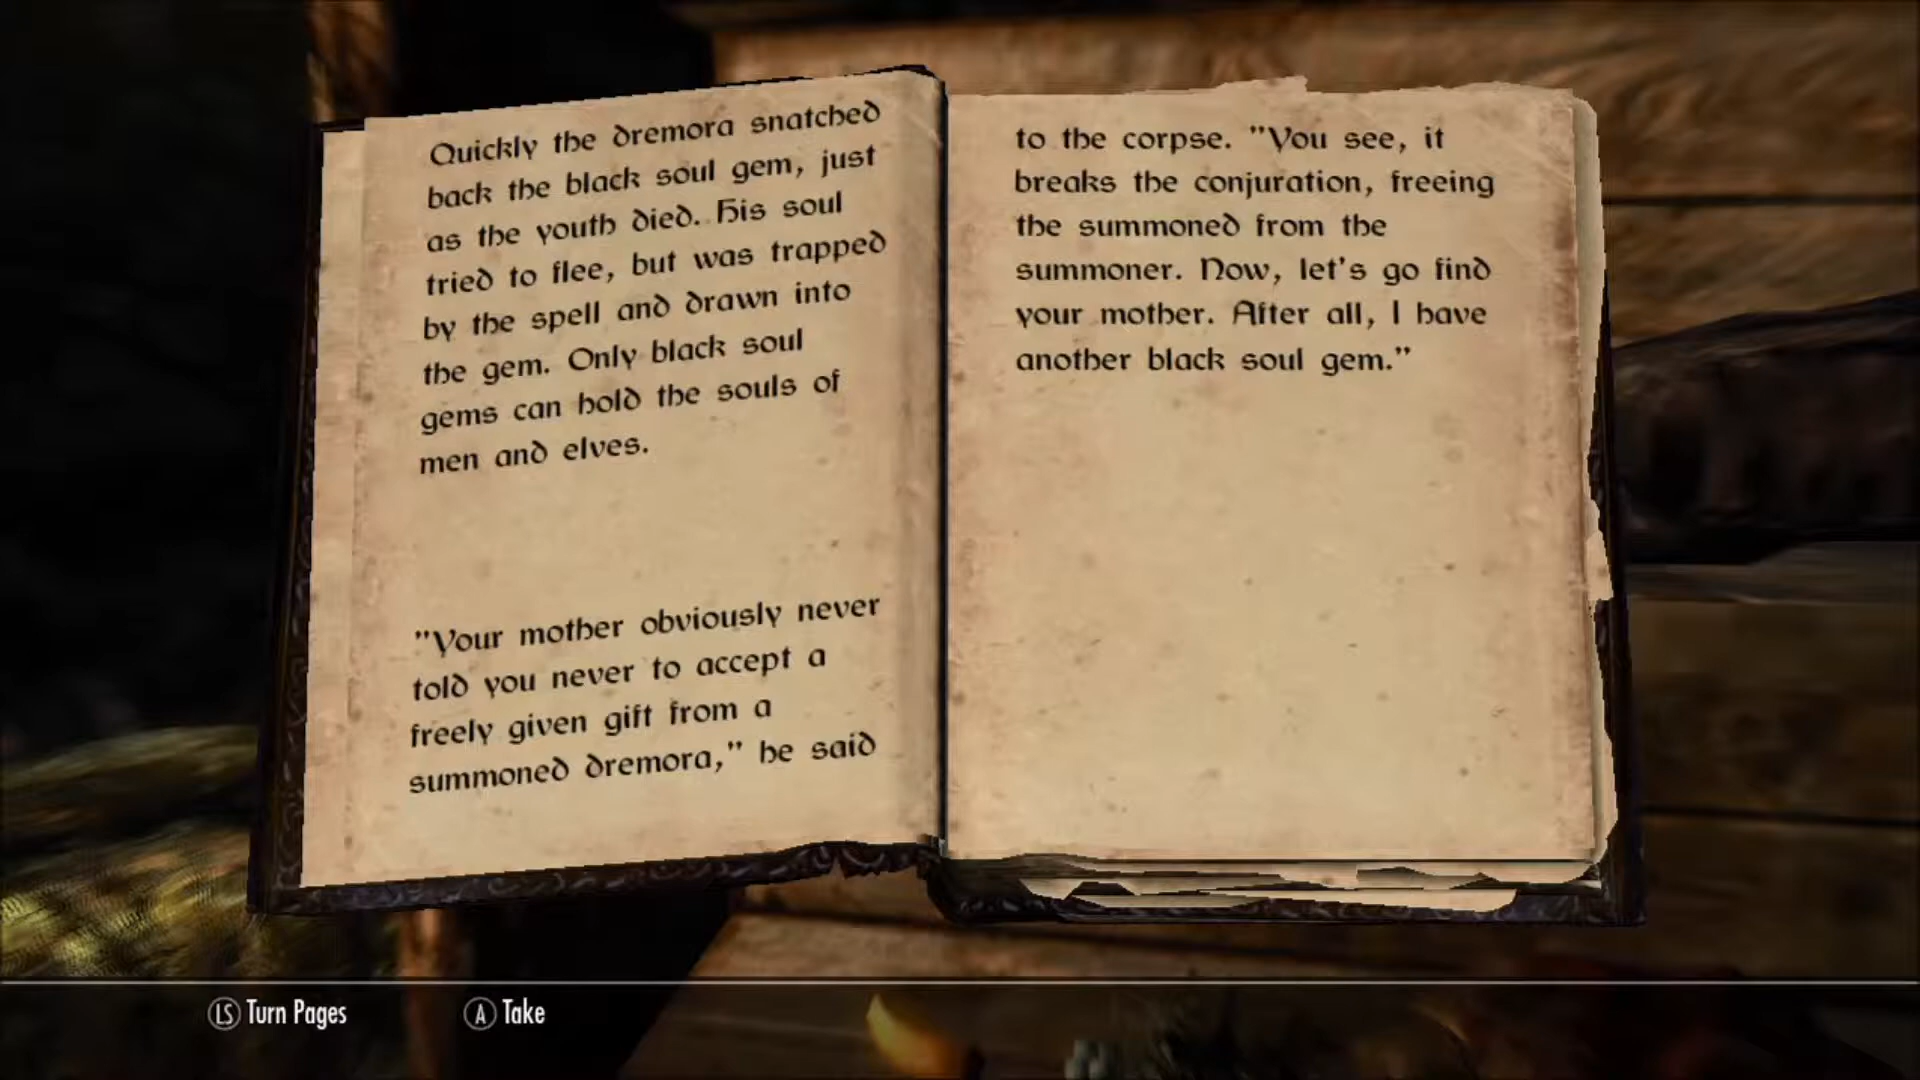 Quickly the dremora snatched
back the black soul gem, just
as the youth died. His soul
tried to flee, but was trapped
by the spell and drawn into
the gem. Only black soul
gems can hold the souls of
men and elves.
"Your mother obviously never
told you never to accept a
freely given gift from a
summoned dremora," he said
to the corpse. "You see, it
breaks the conjuration, freeing
the summoned from the
summoner. Now, let's go find
your mother. After all, I have
another black soul gem."
LS Turn Pages
A Take